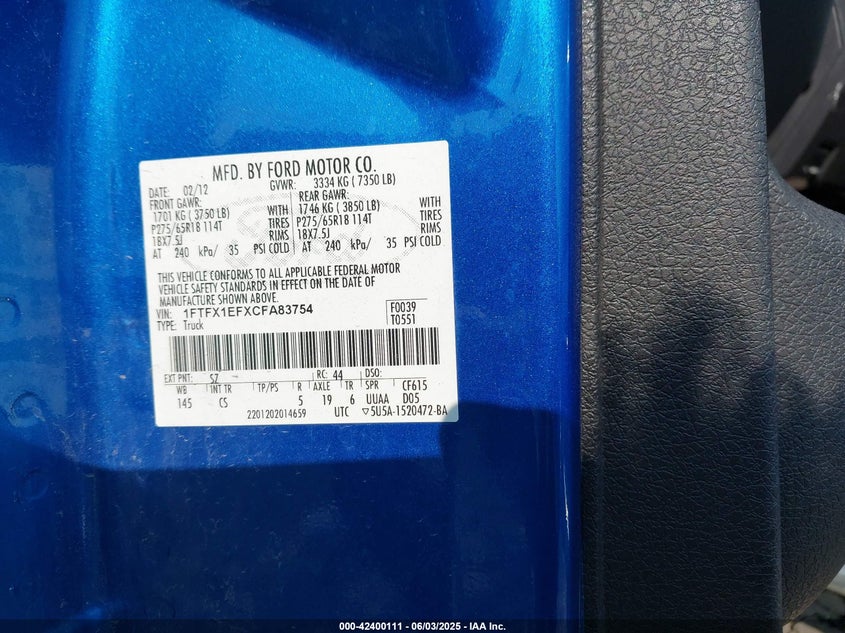 MFD. BY FORD MOTOR CO.
DATE: 02/12 GVWR: 3334 KG ( 7350 LB)
FRONT GAWR: REAR GAWR:
1701 KG ( 3750 LB) WITH 1746 KG ( 3850 LB) WITH
P275/65R18 114T TIRES P275/65R18 114T TIRES
18X7.5J RIMS 18X7.5J RIMS
AT 240 kPa/ 35 PSI COLD AT 240 kPa/ 35 PSI COLD
THIS VEHICLE CONFORMS TO ALL APPLICABLE FEDERAL MOTOR
VEHICLE SAFETY STANDARDS IN EFFECT ON THE DATE OF
MANUFACTURE SHOWN ABOVE.
VIN: 1FTFX1EFXCFA83754 F0039
TYPE: Truck T0551
EXT PNT: SZ RC: 44 DSO:
WB INT TR TP/PS R AXLE TR SPR CF615
145 CS 5 19 6 UUAA D05
2201202014659 UTC ▽5U5A-1520472-BA
000-42400111 - 06/03/2025 - IAA Inc.